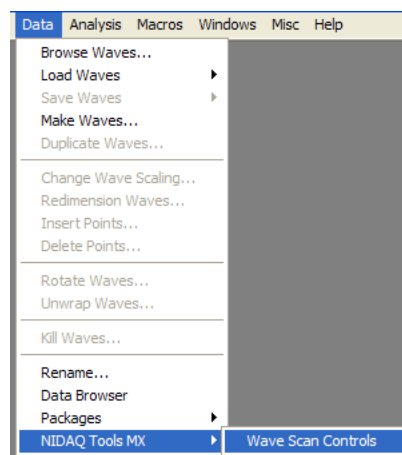 Data Analysis Macros Windows Misc Help
Browse Waves...
Load Waves
Save Waves
Make Waves...
Duplicate Waves...
Change Wave Scaling...
Redimension Waves...
Insert Points...
Delete Points...
Rotate Waves...
Unwrap Waves...
Kill Waves...
Rename...
Data Browser
Packages
NIDAQ Tools MX Wave Scan Controls